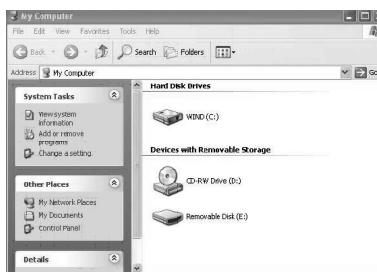 My Computer
File Edit View Favorites Tools Help
Back Search Folders
Address My Computer Go
System Tasks
View system
information
Add or remove
programs
Change a setting
Other Places
My Network Places
My Documents
Control Panel
Details
Hard Disk Drives
WIND (C:)
Devices with Removable Storage
CD-RW Drive (D:)
Removable Disk (E:)